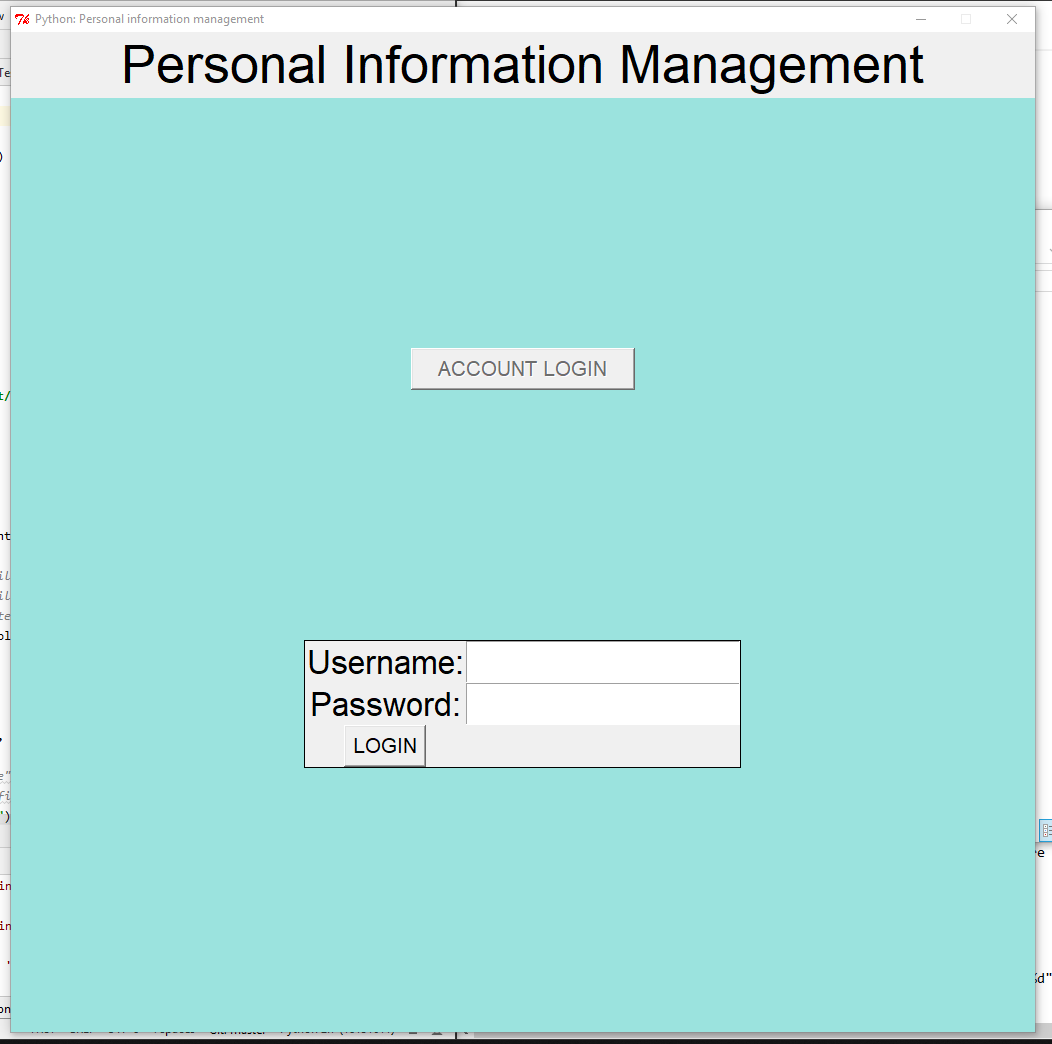 Python: Personal information management
Personal Information Management
ACCOUNT LOGIN
Username:
Password:
LOGIN